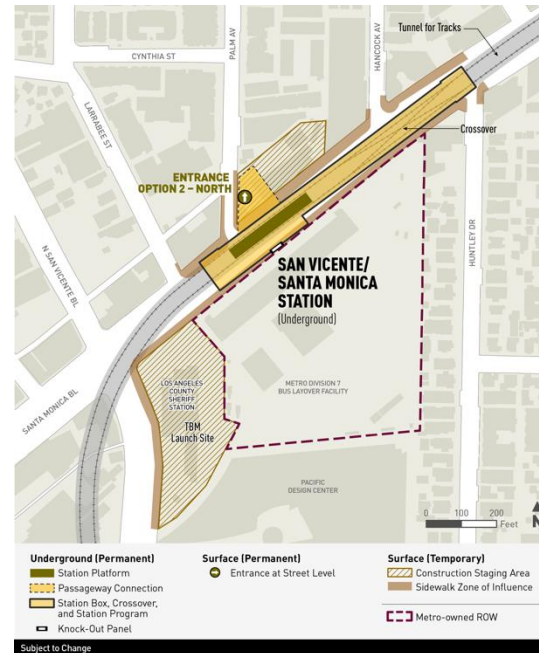 Tunnel for Tracks
CYNTHIA ST
PALM AV
HANCOCK AV
LARRABEE ST
Crossover
ENTRANCE
OPTION 2 – NORTH
N SAN VICENTE BL
HUNTLEY DR
SAN VICENTE/
SANTA MONICA
STATION
(Underground)
SANTA MONICA BL
LOS ANGELES
COUNTY
SHERIFF
STATION
TBM
Launch Site
METRO DIVISION 7
BUS LAYOVER FACILITY
PACIFIC
DESIGN CENTER
0 100 200
Feet
N
Underground (Permanent)
Station Platform
Passageway Connection
Station Box, Crossover,
and Station Program
Knock-Out Panel
Surface (Permanent)
Entrance at Street Level
Surface (Temporary)
Construction Staging Area
Sidewalk Zone of Influence
Metro-owned ROW
Subject to Change